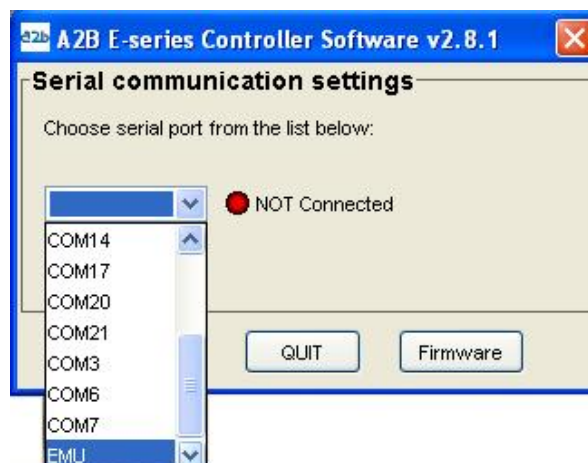 a2b A2B E-series Controller Software v2.8.1
Serial communication settings
Choose serial port from the list below:
NOT Connected
COM14
COM17
COM20
COM21
COM3
COM6
COM7
EMU
QUIT
Firmware